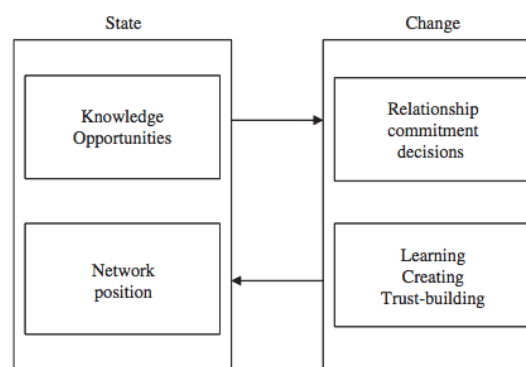 State
Change
Knowledge
Opportunities
Relationship
commitment
decisions
Network
position
Learning
Creating
Trust-building